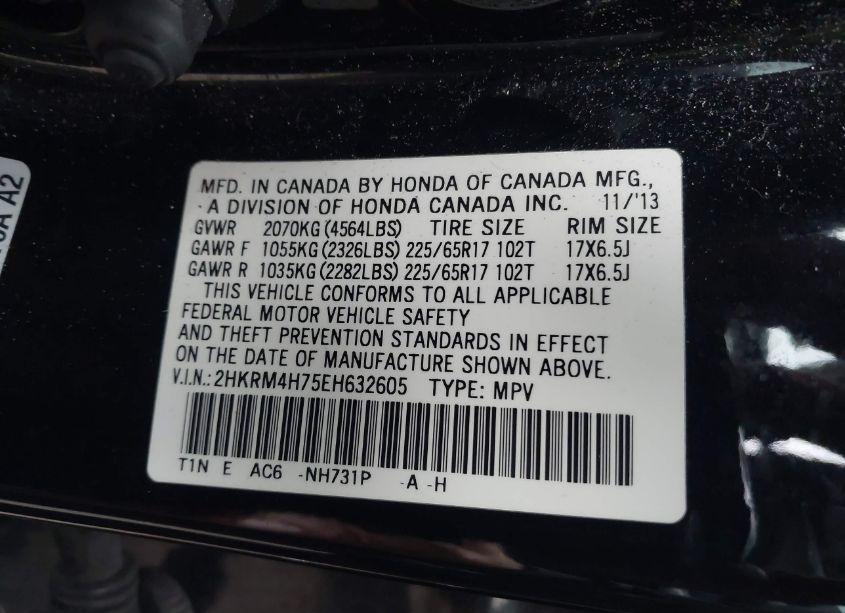 MFD. IN CANADA BY HONDA OF CANADA MFG.,
A DIVISION OF HONDA CANADA INC. 11/'13
GVWR 2070KG (4564LBS) TIRE SIZE RIM SIZE
GAWR F 1055KG (2326LBS) 225/65R17 102T 17X6.5J
GAWR R 1035KG (2282LBS) 225/65R17 102T 17X6.5J
THIS VEHICLE CONFORMS TO ALL APPLICABLE
FEDERAL MOTOR VEHICLE SAFETY
AND THEFT PREVENTION STANDARDS IN EFFECT
ON THE DATE OF MANUFACTURE SHOWN ABOVE.
V.I.N.: 2HKRM4H75EH632605 TYPE: MPV
T1N E AC6 -NH731P -A -H
A2